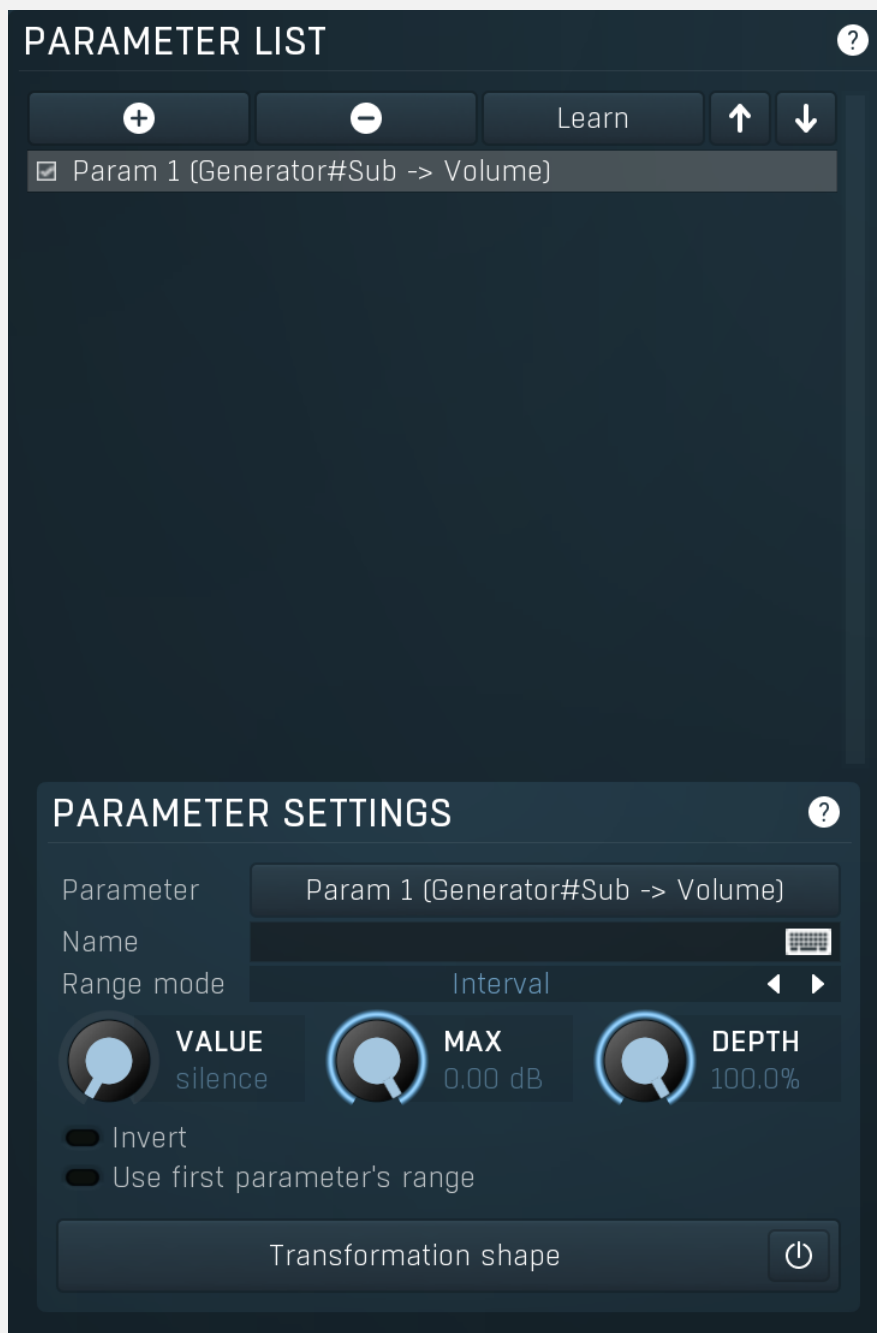 PARAMETER LIST ?
Learn
Param 1 (Generator#Sub -> Volume)
PARAMETER SETTINGS ?
Parameter Param 1 (Generator#Sub -> Volume)
Name
Range mode Interval
VALUE MAX DEPTH
silence 0.00 dB 100.0%
Invert
Use first parameter's range
Transformation shape